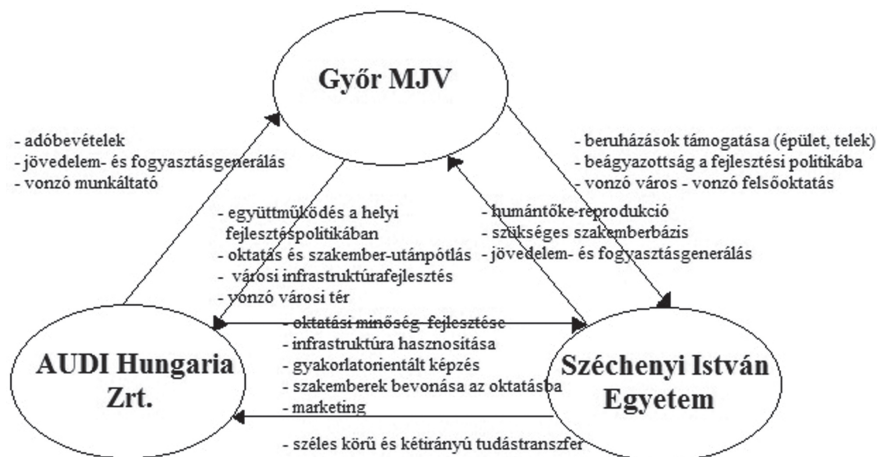 Győr MJV
- adóbevételek
- jövedelem- és fogyasztásgenerálás
- vonzó munkáltató
- beruházások támogatása (épület, telek)
- beágyazottság a fejlesztési politikába
- vonzó város - vonzó felsőoktatás
- együttműködés a helyi
fejlesztéspolitikában
- oktatás és szakember-utánpótlás
- városi infrastruktúrafejlesztés
- vonzó városi tér
- humántőke-reprodukció
- szükséges szakemberbázis
- jövedelem- és fogyasztásgenerálás
AUDI Hungaria
Zrt.
- oktatási minőség fejlesztése
- infrastruktúra hasznosítása
- gyakorlatorientált képzés
- szakemberek bevonása az oktatásba
- marketing
Széchenyi István
Egyetem
- széles körű és kétirányú tudástranszfer